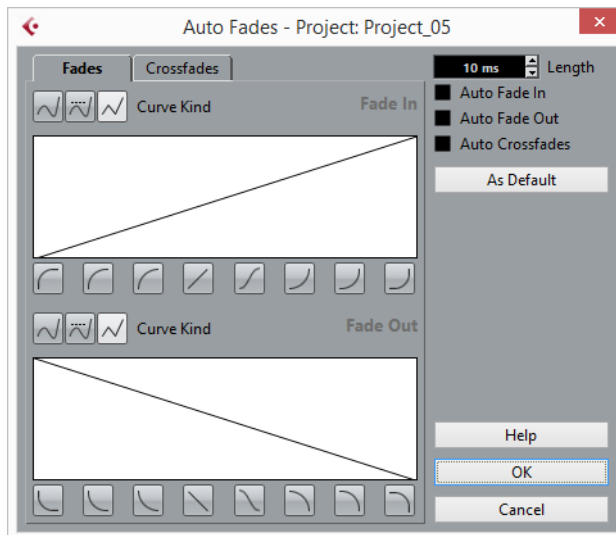 Auto Fades - Project: Project_05
Fades
Crossfades
10 ms
Length
Curve Kind
Fade In
Auto Fade In
Auto Fade Out
Auto Crossfades
As Default
Curve Kind
Fade Out
Help
OK
Cancel